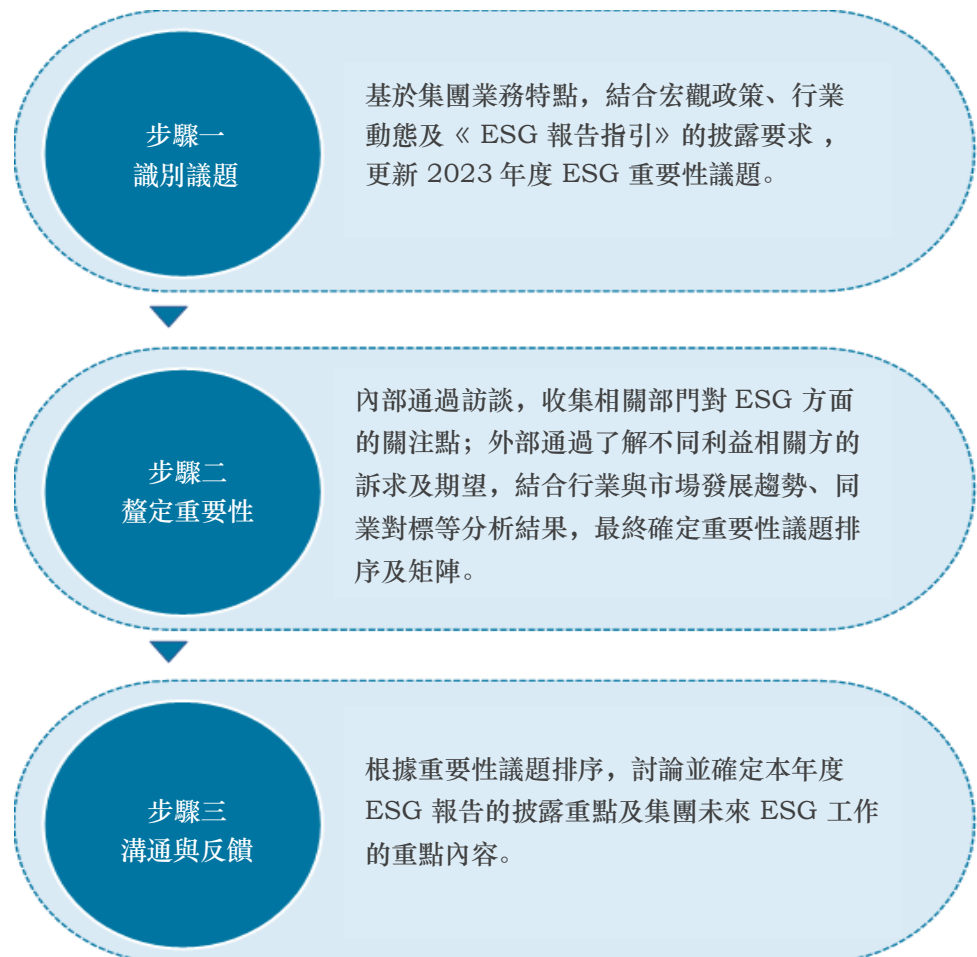 步驟一
識別議題
基於集團業務特點，結合宏觀政策、行業
動態及《 ESG 報告指引》的披露要求 ，
更新 2023 年度 ESG 重要性議題。
步驟二
釐定重要性
內部通過訪談，收集相關部門對 ESG 方面
的關注點；外部通過了解不同利益相關方的
訴求及期望，結合行業與市場發展趨勢、同
業對標等分析結果，最終確定重要性議題排
序及矩陣。
步驟三
溝通與反饋
根據重要性議題排序，討論並確定本年度
ESG 報告的披露重點及集團未來 ESG 工作
的重點內容。